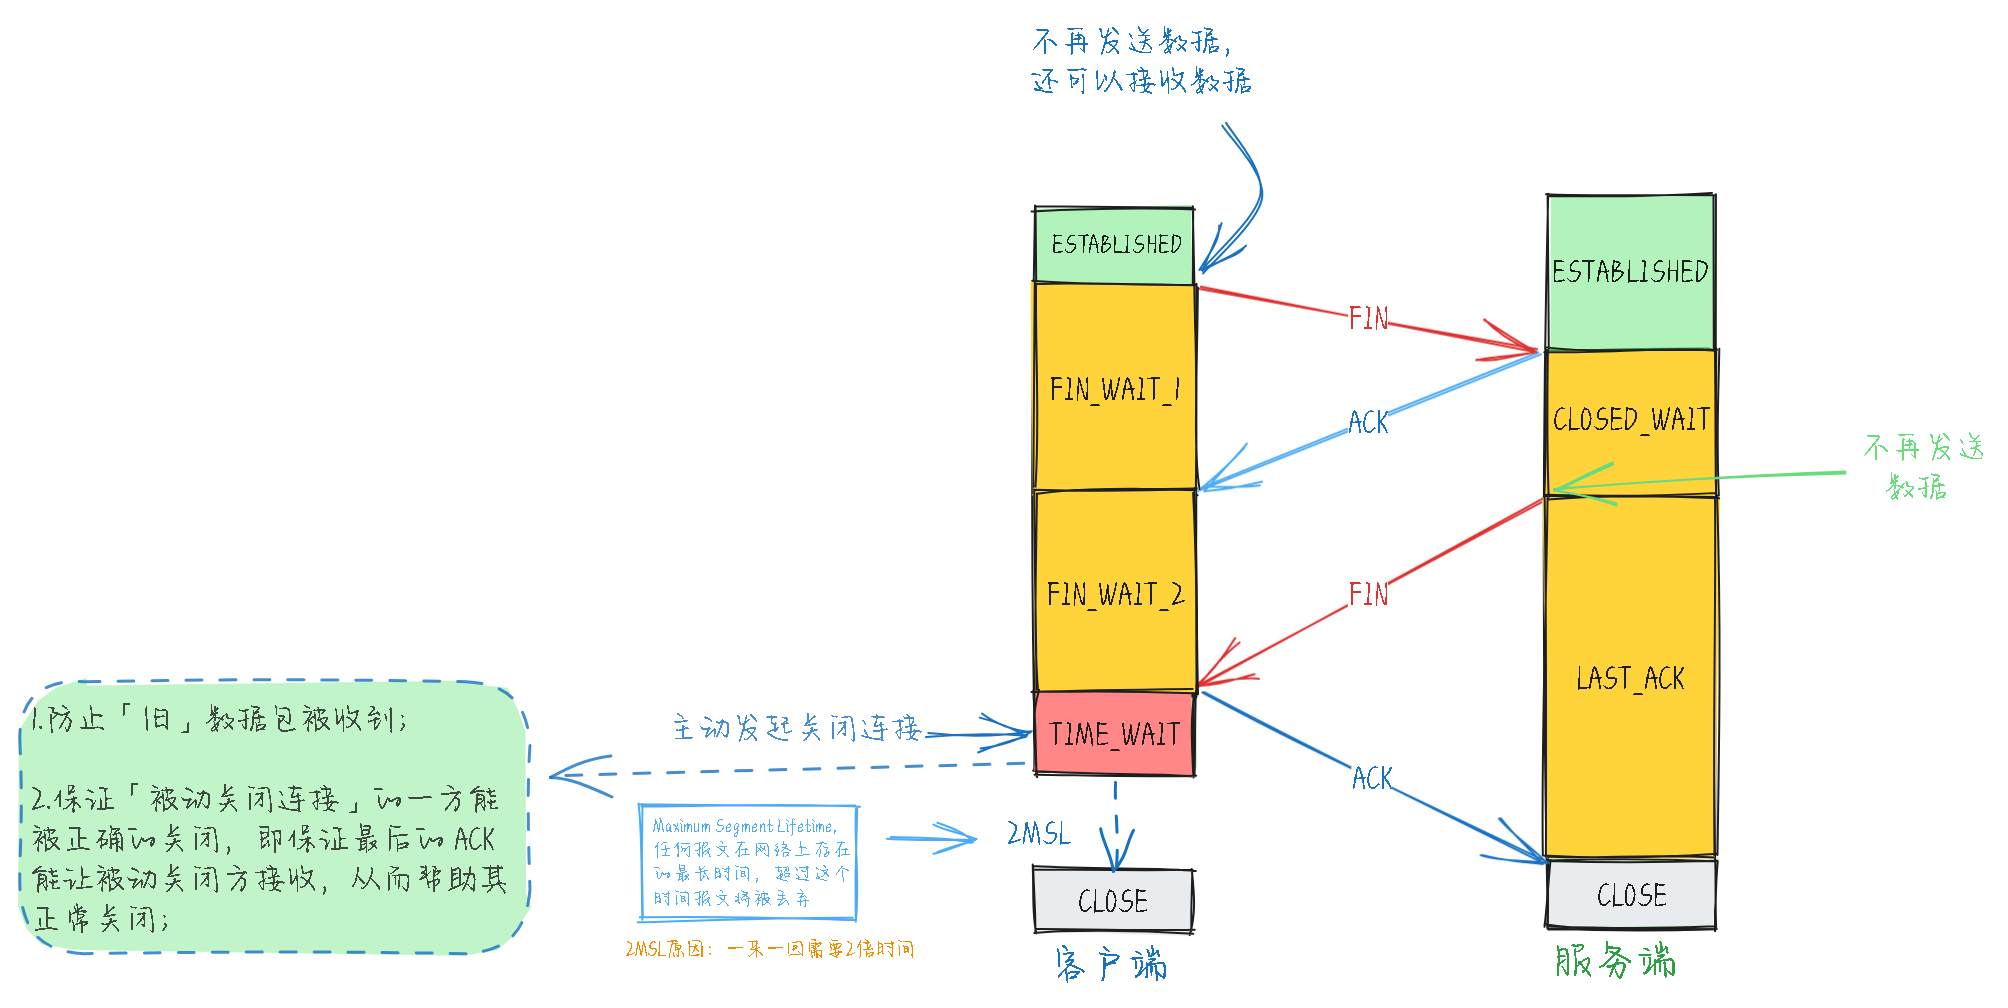 不再发送数据,
还可以接收数据
ESTABLISHED
ESTABLISHED
FIN
FIN_WAIT_1
ACK
CLOSED_WAIT
不再发送
数据
FIN_WAIT_2
FIN
LAST_ACK
1.防止「旧」数据包被收到;
2.保证「被动关闭连接」的一方能
被正确的关闭, 即保证最后的 ACK
能让被动关闭方接收, 从而帮助其
正常关闭;
主动发起关闭连接
TIME_WAIT
ACK
Maximum Segment Lifetime,
任何报文在网络上存在
的最长时间, 超过这个
时间报文将被丢弃
2MSL
2MSL原因: 一来一回需要2倍时间
CLOSE
CLOSE
客户端
服务端